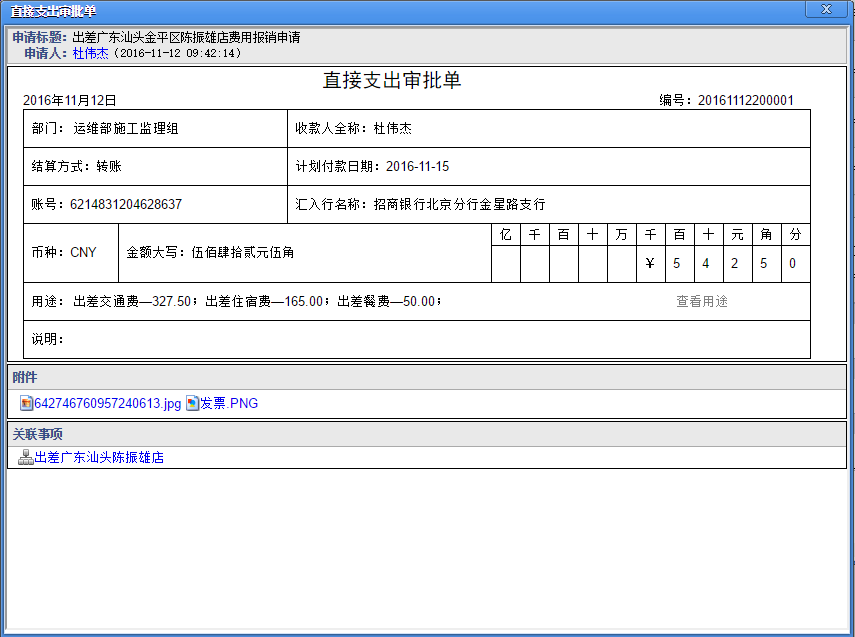 直接支出审批单
申请标题：出差广东汕头金平区陈振雄店费用报销申请
申请人：杜伟杰（2016-11-12 09:42:14）
直接支出审批单
2016年11月12日 编号：20161112200001
部门：运维部施工监理组 收款人全称：杜伟杰
结算方式：转账 计划付款日期：2016-11-15
账号：6214831204628637 汇入行名称：招商银行北京分行金星路支行
亿 千 百 十 万 千 百 十 元 角 分
币种：CNY 金额大写：伍佰肆拾贰元伍角
¥ 5 4 2 5 0
用途：出差交通费—327.50；出差住宿费—165.00；出差餐费—50.00； 查看用途
说明：
附件
642746760957240613.jpg 发票.PNG
关联事项
出差广东汕头陈振雄店